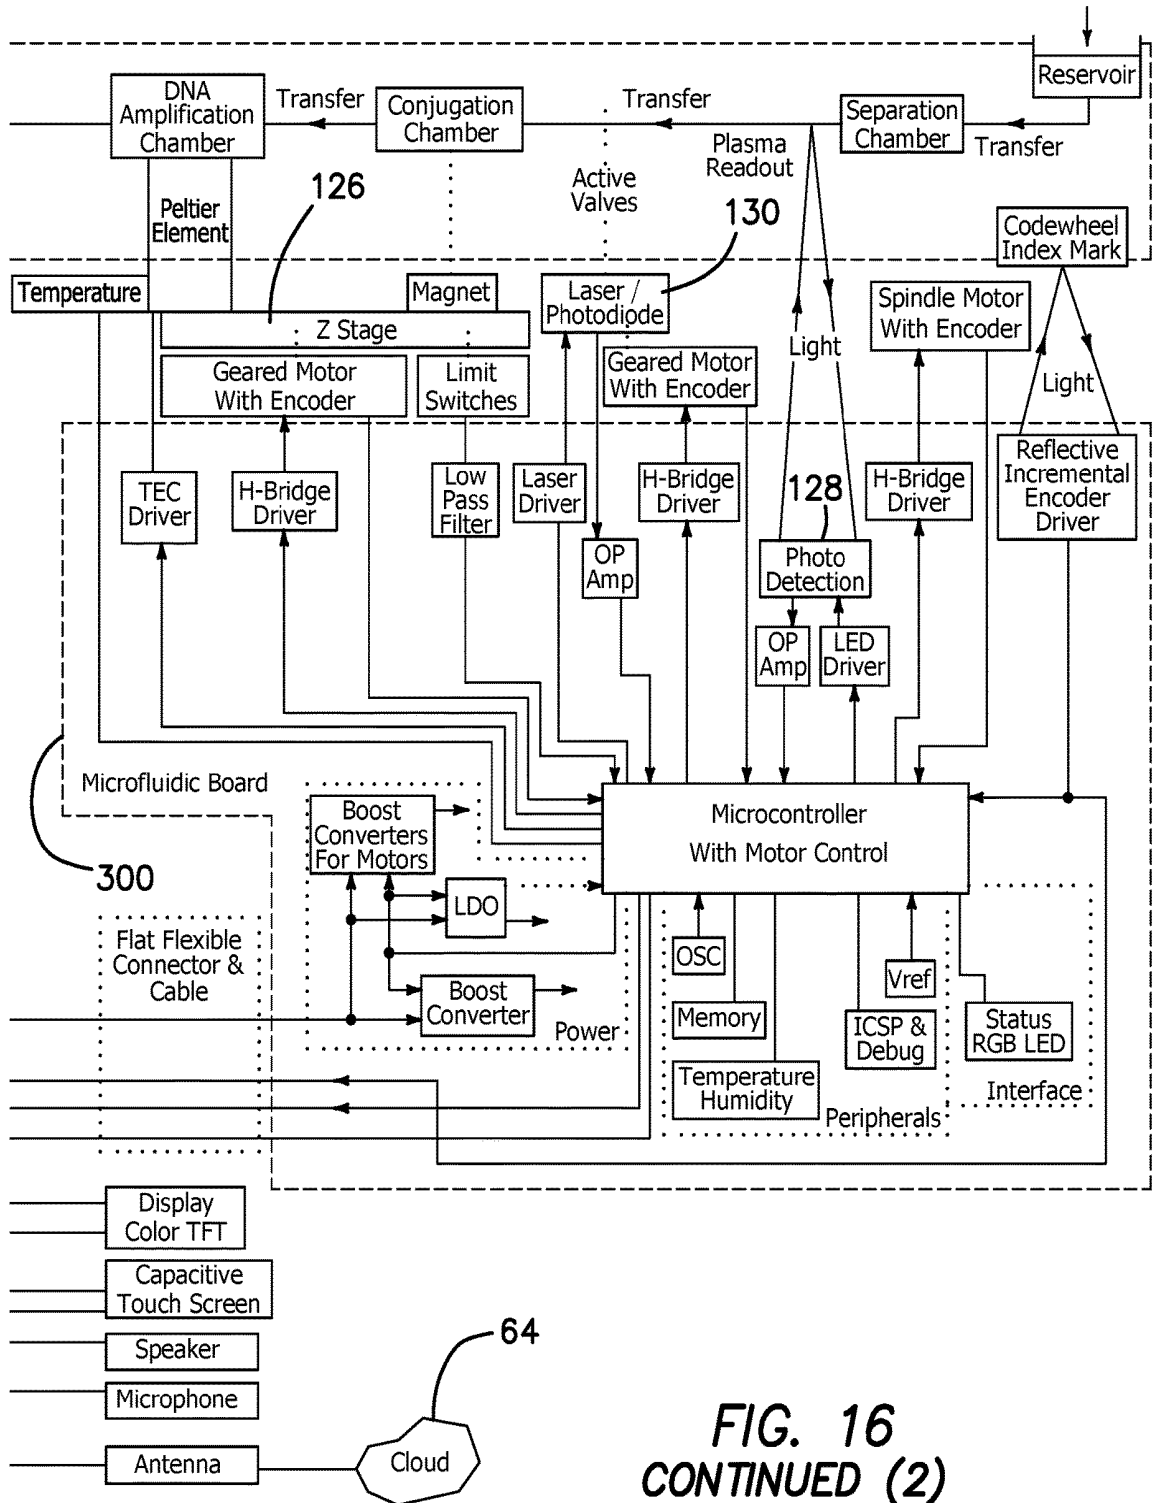 Reservoir
DNA
Amplification
Chamber
Transfer
Conjugation
Chamber
Transfer
Separation
Chamber
Transfer
Plasma
Readout
Active
Valves
Peltier
Element
126
130
Codewheel
Index Mark
Temperature
Magnet
Laser /
Photodiode
Spindle Motor
With Encoder
Z Stage
Light
Light
Geared Motor
With Encoder
Limit
Switches
Geared Motor
With Encoder
TEC
Driver
H-Bridge
Driver
Low
Pass
Filter
Laser
Driver
H-Bridge
Driver
128
H-Bridge
Driver
Reflective
Incremental
Encoder
Driver
OP
Amp
Photo
Detection
OP
Amp
LED
Driver
Microfluidic Board
300
Boost
Converters
For Motors
Microcontroller
With Motor Control
LDO
Flat Flexible
Connector &
Cable
Boost
Converter
Power
OSC
Memory
Temperature
Humidity
Vref
ICSP &
Debug
Peripherals
Status
RGB LED
Interface
Display
Color TFT
Capacitive
Touch Screen
Speaker
Microphone
Antenna
64
Cloud
FIG. 16
CONTINUED (2)